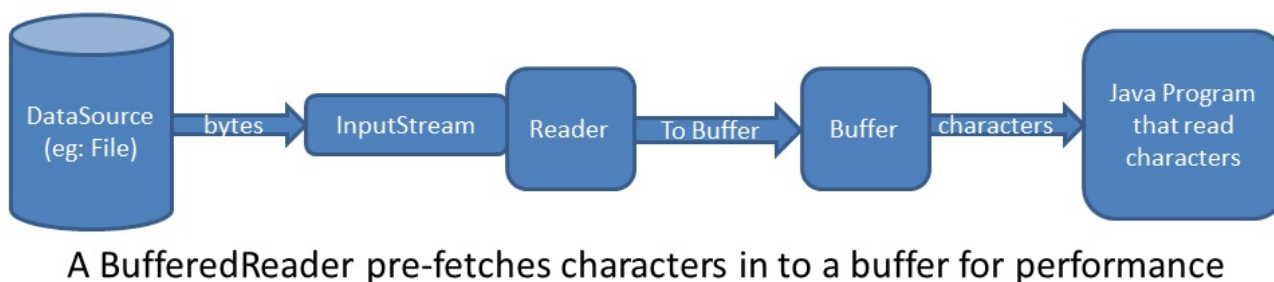 DataSource
(eg: File)
bytes
InputStream
Reader
To Buffer
Buffer
characters
Java Program
that read
characters
A BufferedReader pre-fetches characters in to a buffer for performance